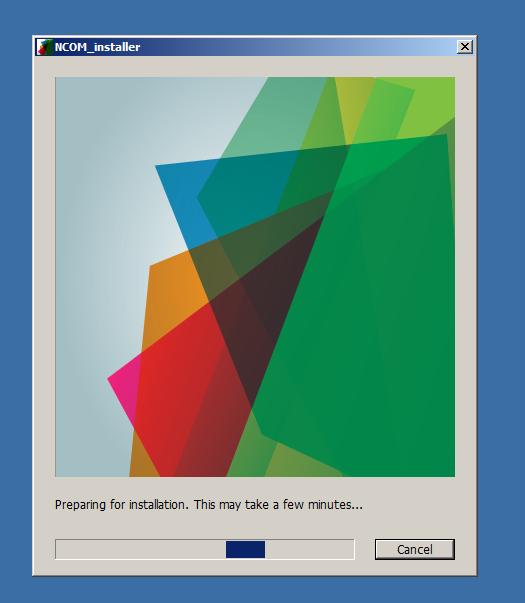 NCOM_installer
Preparing for installation. This may take a few minutes...
Cancel